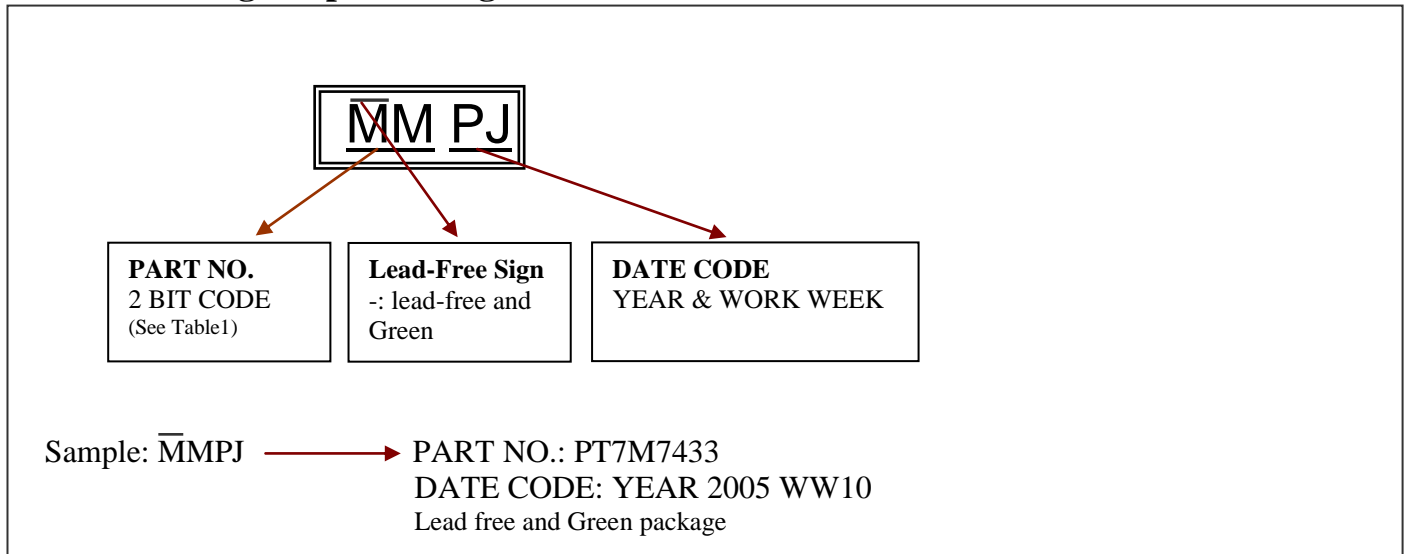 M̅M PJ
PART NO.
2 BIT CODE
(See Table1)
Lead-Free Sign
-: lead-free and
Green
DATE CODE
YEAR & WORK WEEK
Sample: M̅MPJ
PART NO.: PT7M7433
DATE CODE: YEAR 2005 WW10
Lead free and Green package